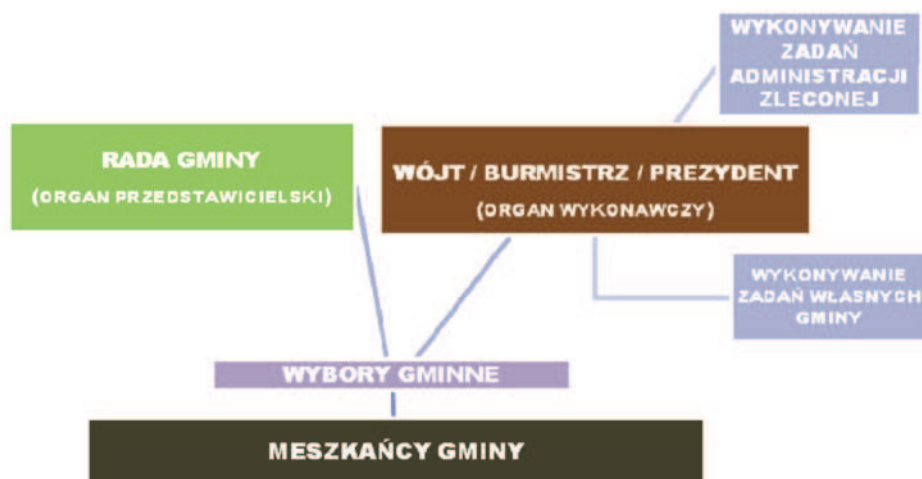 WYKONYWANIE
ZADAŃ
ADMINISTRACJI
ZLECONEJ
RADA GMINY
(ORGAN PRZEDSTAWICIELSKI)
WÓJT / BURMISTRZ / PREZYDENT
(ORGAN WYKONAWCZY)
WYKONYWANIE
ZADAŃ WŁASNYCH
GMINY
WYBORY GMINNE
MESZKAŃCY GMINY